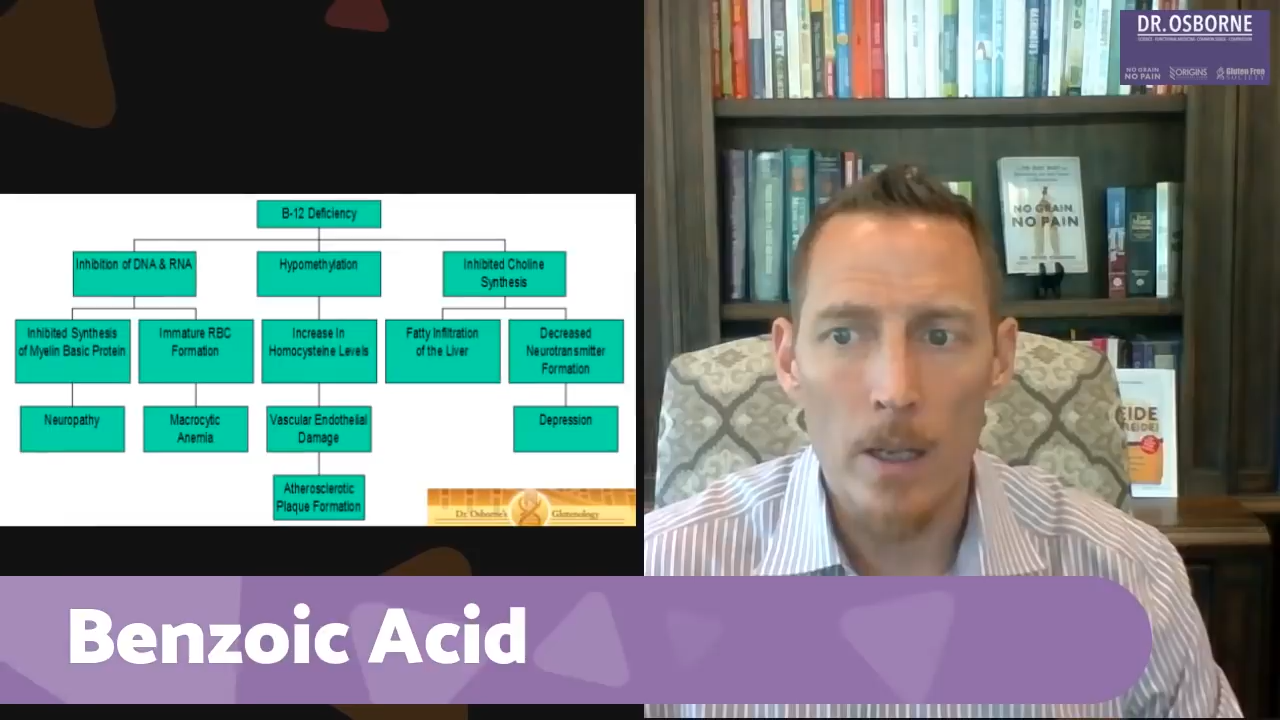 B-12 Deficiency
Inhibition of DNA & RNA
Hypomethylation
Inhibited Choline
Synthesis
Inhibited Synthesis
of Myelin Basic Protein
Immature RBC
Formation
Increase In
Homocysteine Levels
Fatty Infiltration
of the Liver
Decreased
Neurotransmitter
Formation
Neuropathy
Macrocytic
Anemia
Vascular Endothelial
Damage
Depression
Atherosclerotic
Plaque Formation
Dr. Osborne's Glutenology
Benzoic Acid
DR. OSBORNE
NO GRAIN
NO PAIN
ORIGINS
Gluten Free
SOCIETY
NO GRAIN,
NO PAIN